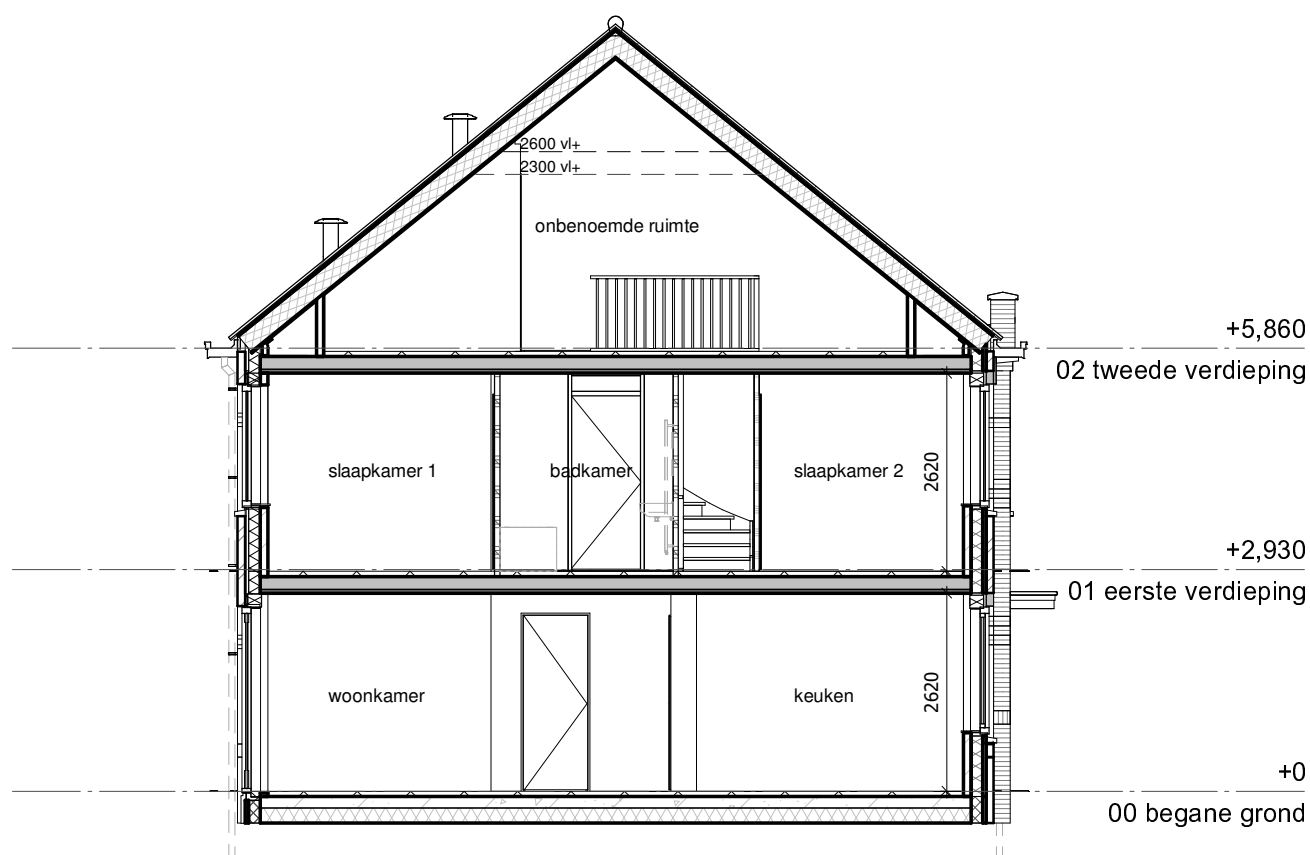 2600 vl+
2300 vl+
onbenoemde ruimte
+5,860
02 tweede verdieping
slaapkamer 1
badkamer
slaapkamer 2
2620
+2,930
01 eerste verdieping
woonkamer
keuken
2620
+0
00 begane grond